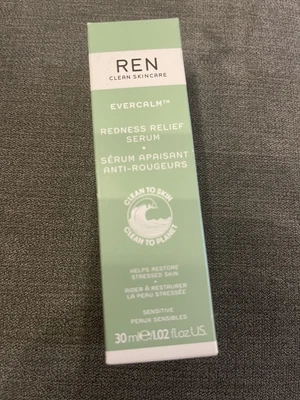 REN
CLEAN SKINCARE
EVERCALM™
REDNESS RELIEF
SERUM
•
SÉRUM APAISANT
ANTI-ROUGEURS
CLEAN TO SKIN
CLEAN TO PLANET
HELPS RESTORE
STRESSED SKIN
AIDER À RESTAURER
LA PEAU STRESSÉE
SENSITIVE
PEAUX SENSIBLES
30 ml℮1.02 fl.oz.US.